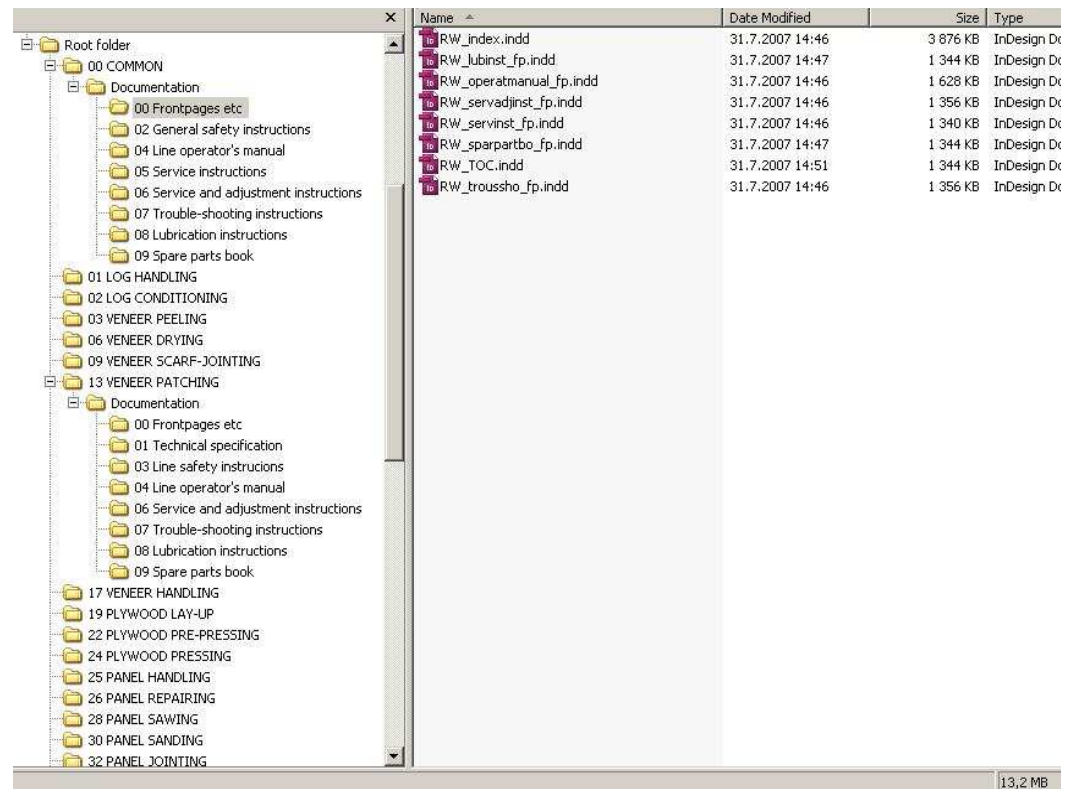 Name Date Modified Size Type
Root folder
00 COMMON
Documentation
00 Frontpages etc
02 General safety instructions
04 Line operator's manual
05 Service instructions
06 Service and adjustment instructions
07 Trouble-shooting instructions
08 Lubrication instructions
09 Spare parts book
01 LOG HANDLING
02 LOG CONDITIONING
03 VENEER PEELING
06 VENEER DRYING
09 VENEER SCARF-JOINTING
13 VENEER PATCHING
Documentation
00 Frontpages etc
01 Technical specification
03 Line safety instrucions
04 Line operator's manual
06 Service and adjustment instructions
07 Trouble-shooting instructions
08 Lubrication instructions
09 Spare parts book
17 VENEER HANDLING
19 PLYWOOD LAY-UP
22 PLYWOOD PRE-PRESSING
24 PLYWOOD PRESSING
25 PANEL HANDLING
26 PANEL REPAIRING
28 PANEL SAWING
30 PANEL SANDING
32 PANEL JOINTING
RW_index.indd 31.7.2007 14:46 3 876 KB InDesign Do
RW_lubinst_fp.indd 31.7.2007 14:47 1 344 KB InDesign Do
RW_operatmanual_fp.indd 31.7.2007 14:46 1 628 KB InDesign Do
RW_servadjinst_fp.indd 31.7.2007 14:46 1 356 KB InDesign Do
RW_servinst_fp.indd 31.7.2007 14:46 1 340 KB InDesign Do
RW_sparpartbo_fp.indd 31.7.2007 14:47 1 344 KB InDesign Do
RW_TOC.indd 31.7.2007 14:51 1 344 KB InDesign Do
RW_troussho_fp.indd 31.7.2007 14:46 1 356 KB InDesign Do
13,2 MB